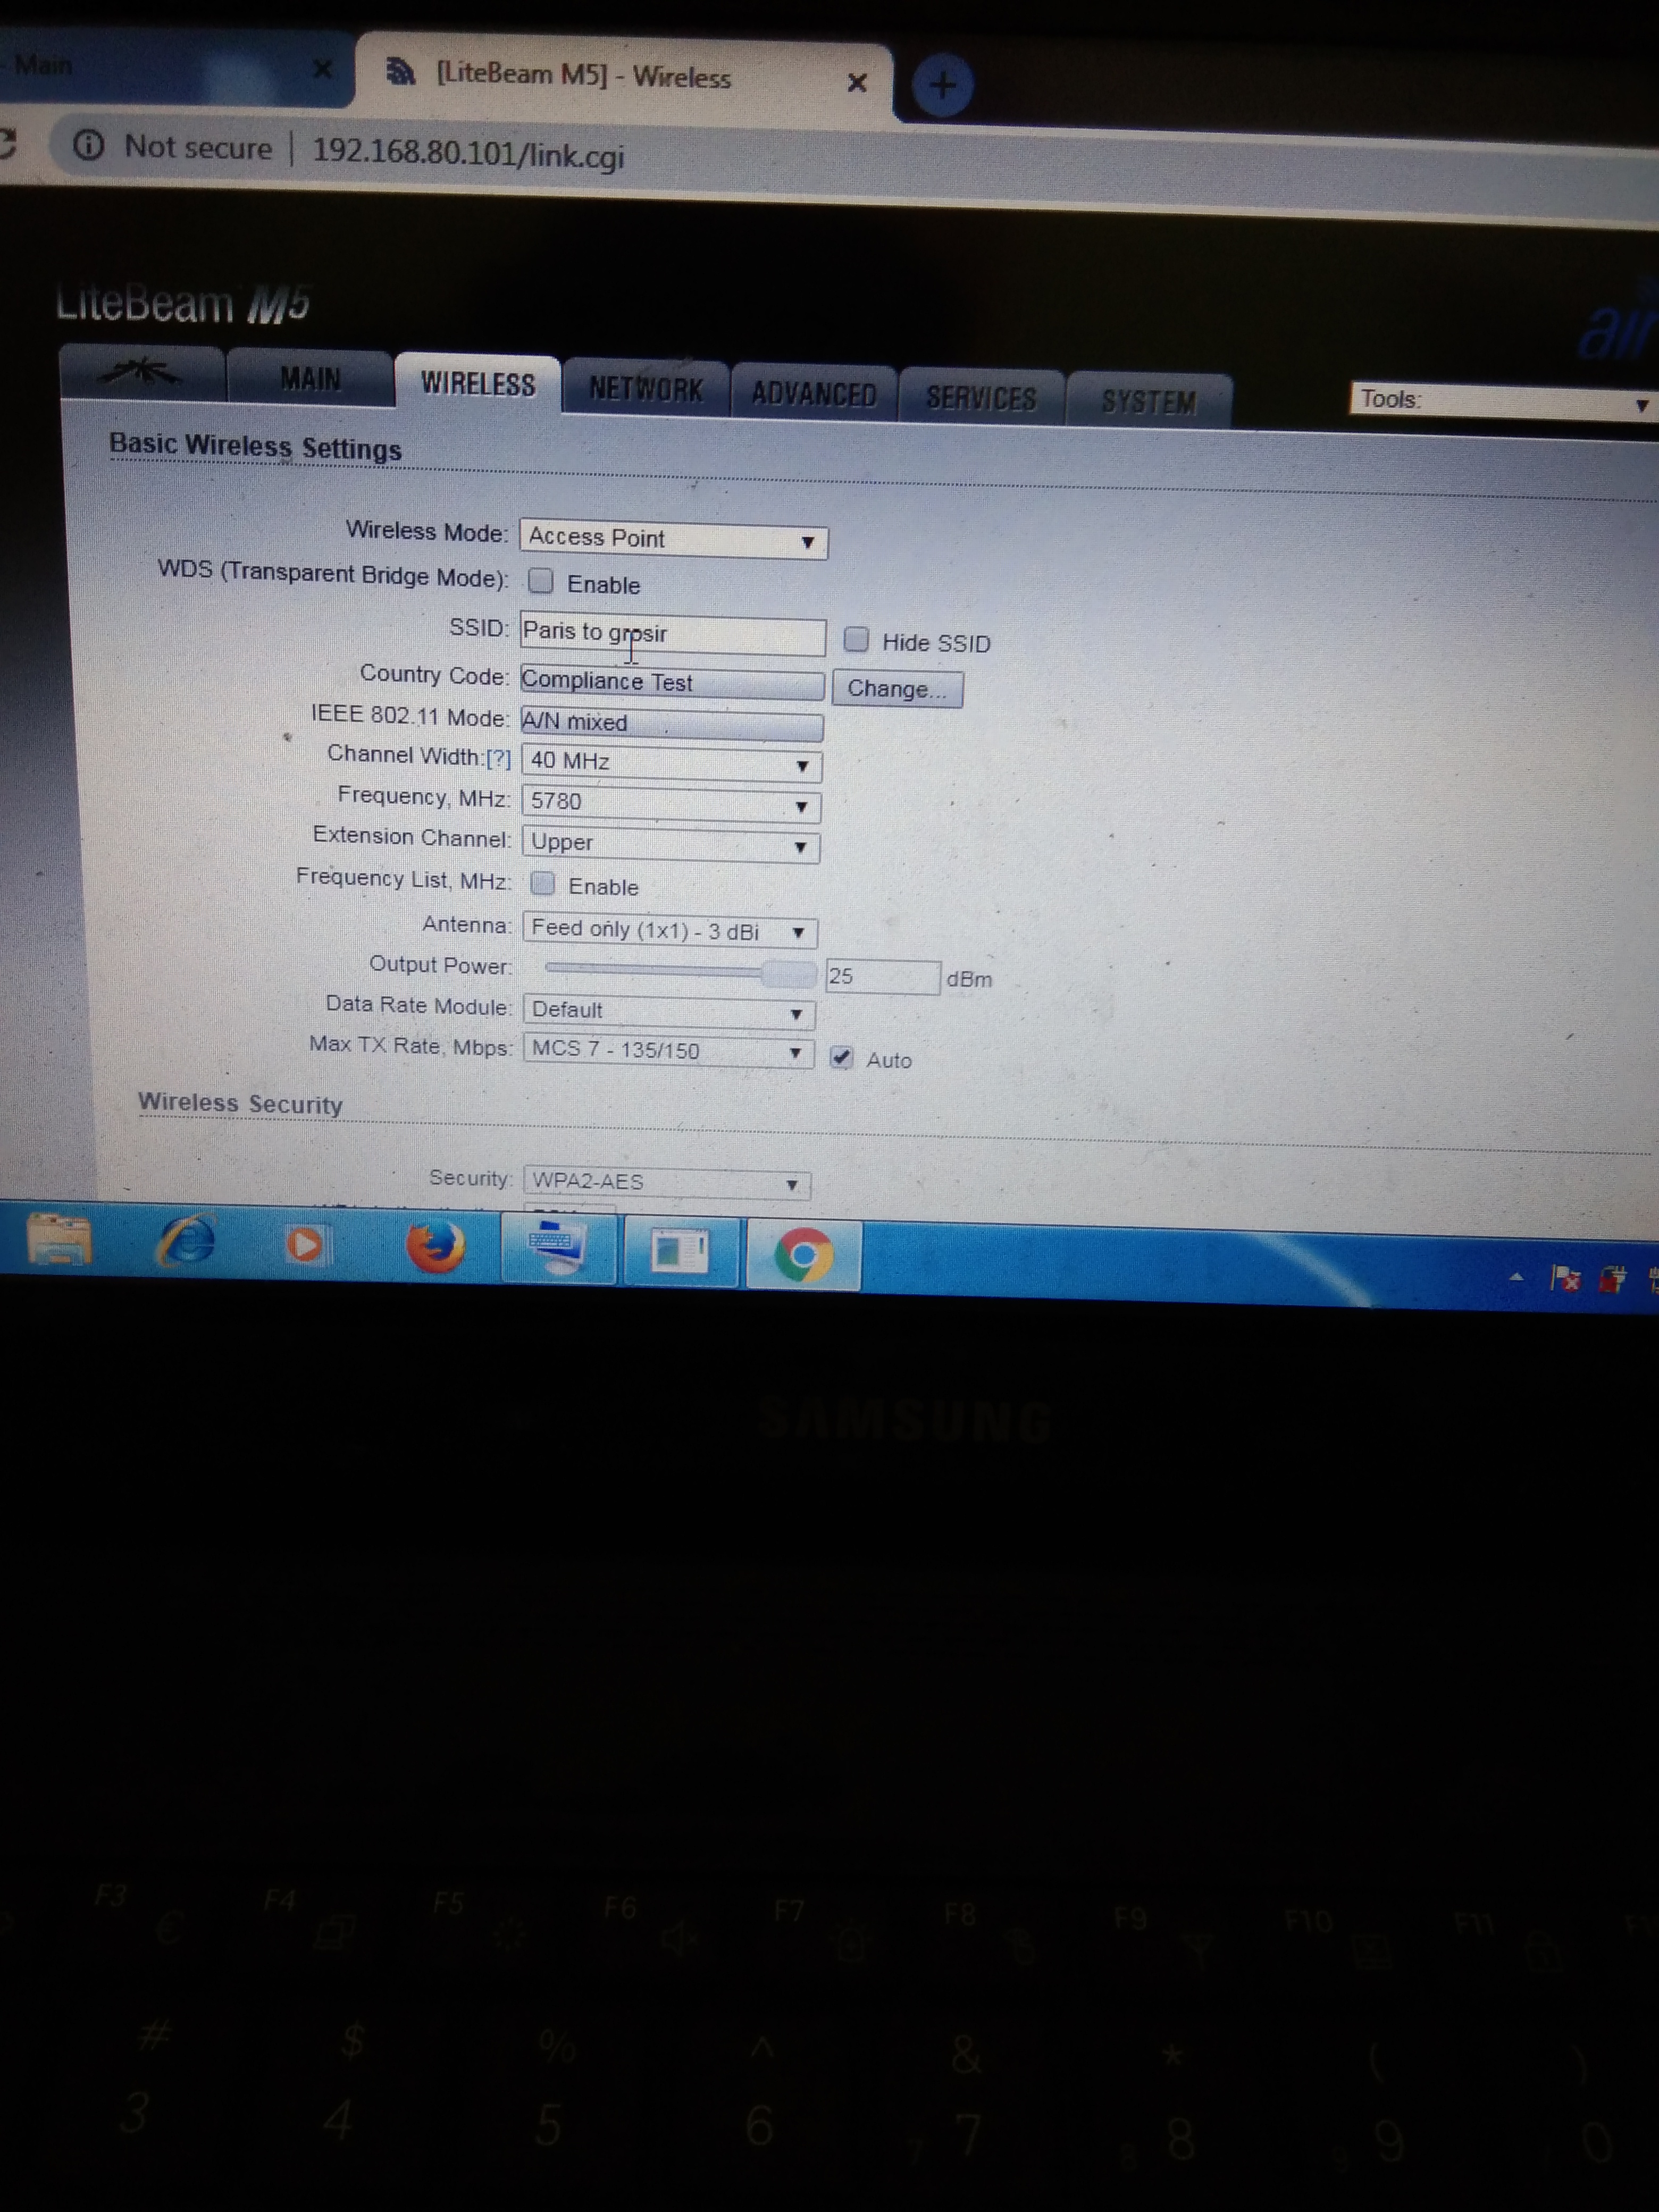 Main
[LiteBeam M5] - Wireless
Not secure | 192.168.80.101/link.cgi
LiteBeam M5
air
MAIN WIRELESS NETWORK ADVANCED SERVICES SYSTEM Tools:
Basic Wireless Settings
Wireless Mode: Access Point
WDS (Transparent Bridge Mode): Enable
SSID: Paris to grosir Hide SSID
Country Code: Compliance Test Change...
IEEE 802.11 Mode: A/N mixed
Channel Width:[?] 40 MHz
Frequency, MHz: 5780
Extension Channel: Upper
Frequency List, MHz: Enable
Antenna: Feed only (1x1) - 3 dBi
Output Power: 25 dBm
Data Rate Module: Default
Max TX Rate, Mbps: MCS 7 - 135/150 Auto
Wireless Security
Security: WPA2-AES
SAMSUNG
F3 F4 F5 F6 F7 F8 F9 F10 F11
€
# $ % ^ & * ( )
3 4 5 6 7 8 9 0